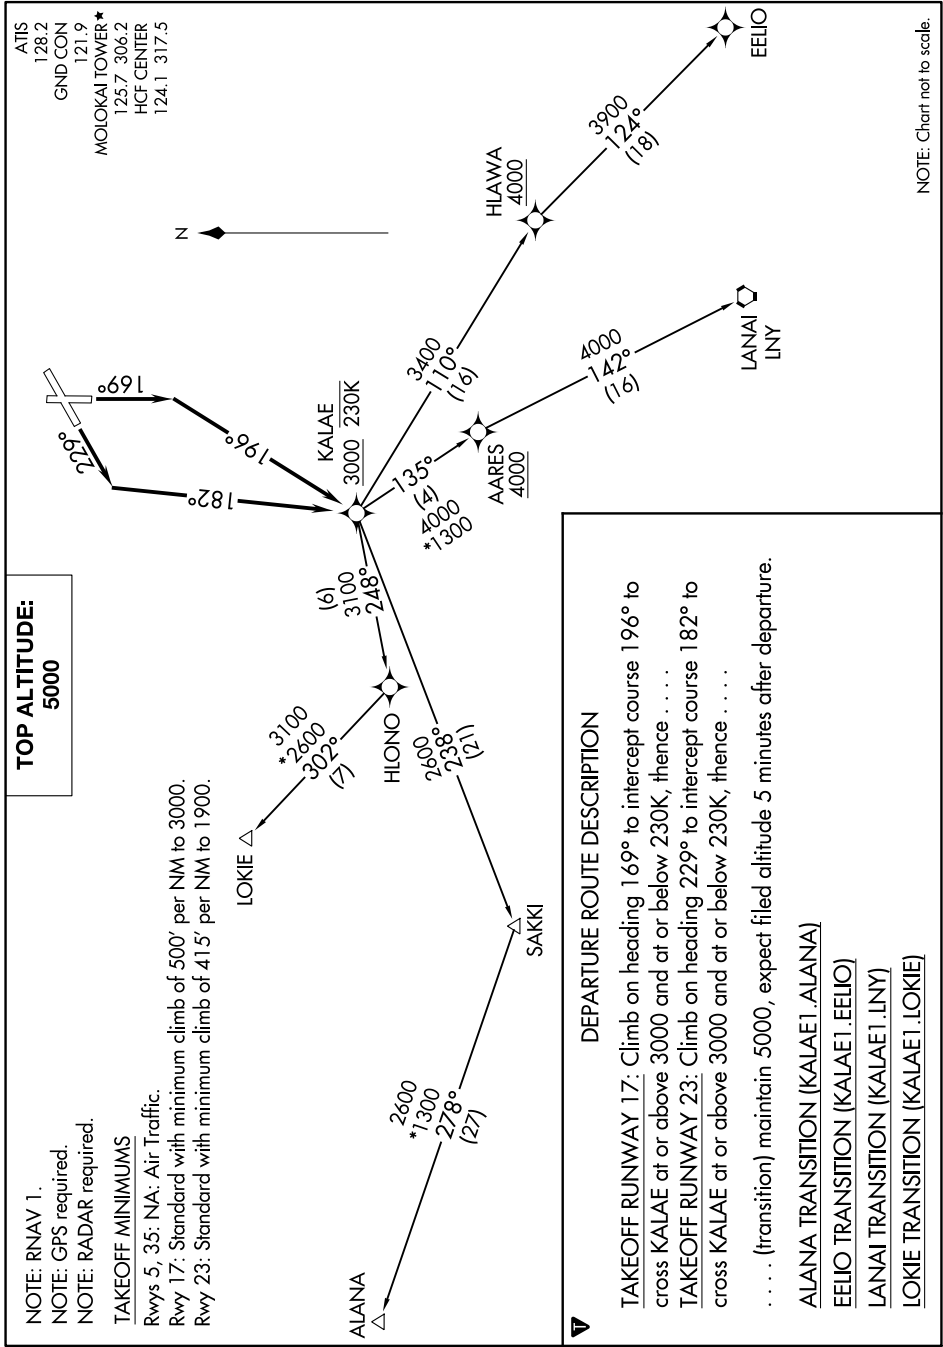 TOP ALTITUDE:
5000
ATIS
128.2
GND CON
121.9
MOLOKAI TOWER★
125.7 306.2
HCF CENTER
124.1 317.5
NOTE: RNAV 1.
NOTE: GPS required.
NOTE: RADAR required.
TAKEOFF MINIMUMS
Rwys 5, 35: NA: Air Traffic.
Rwy 17: Standard with minimum climb of 500' per NM to 3000.
Rwy 23: Standard with minimum climb of 415' per NM to 1900.
N
229°
169°
182°
196°
KALAE
3000 230K
(6)
3100
248°
HLONO
3100
*2600
302°
(7)
LOKIE
2600
238°
(21)
SAKKI
2600
*1300
278°
(27)
ALANA
3400
110°
(16)
HLAWA
4000
3900
124°
(18)
EELIO
135°
(4)
4000
*1300
AARES
4000
4000
142°
(16)
LANAI
LNY
NOTE: Chart not to scale.
T
DEPARTURE ROUTE DESCRIPTION
TAKEOFF RUNWAY 17: Climb on heading 169° to intercept course 196° to
cross KALAE at or above 3000 and at or below 230K, thence . . . .
TAKEOFF RUNWAY 23: Climb on heading 229° to intercept course 182° to
cross KALAE at or above 3000 and at or below 230K, thence . . . .
. . . . (transition) maintain 5000, expect filed altitude 5 minutes after departure.
ALANA TRANSITION (KALAE1.ALANA)
EELIO TRANSITION (KALAE1.EELIO)
LANAI TRANSITION (KALAE1.LNY)
LOKIE TRANSITION (KALAE1.LOKIE)